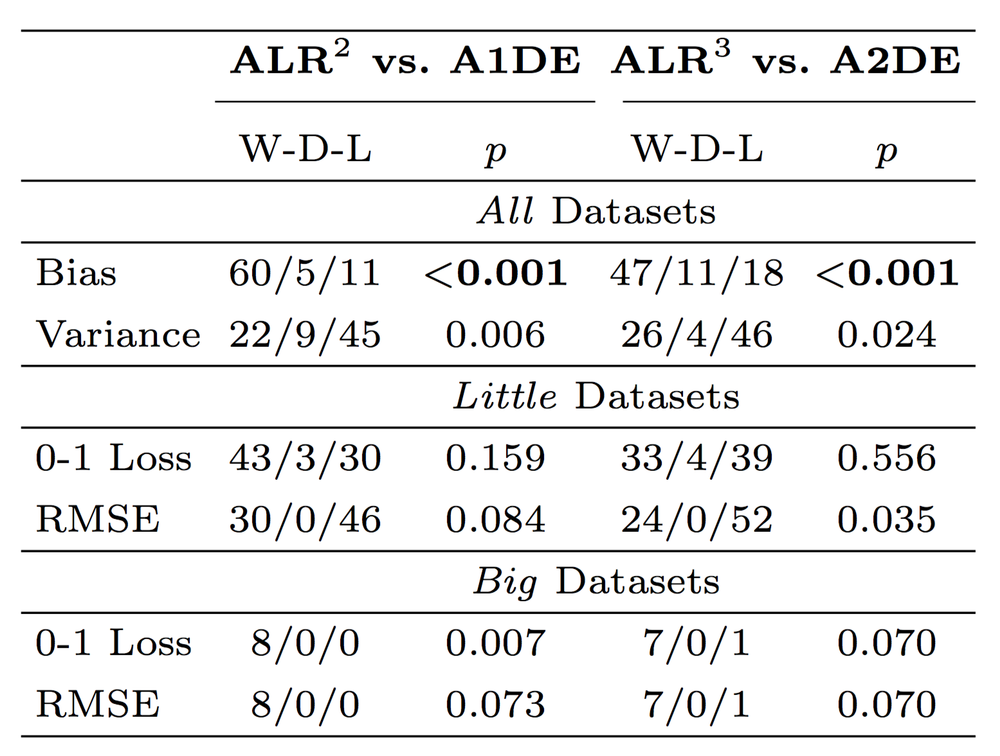 ALR² vs. A1DE ALR³ vs. A2DE
W-D-L p W-D-L p
All Datasets
Bias 60/5/11 <0.001 47/11/18 <0.001
Variance 22/9/45 0.006 26/4/46 0.024
Little Datasets
0-1 Loss 43/3/30 0.159 33/4/39 0.556
RMSE 30/0/46 0.084 24/0/52 0.035
Big Datasets
0-1 Loss 8/0/0 0.007 7/0/1 0.070
RMSE 8/0/0 0.073 7/0/1 0.070